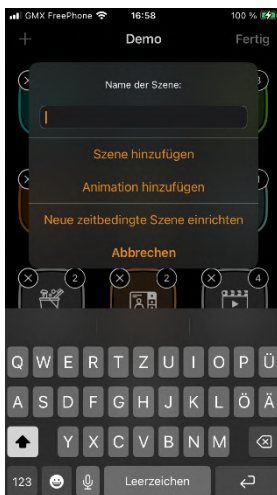 GMX FreePhone 16:58 100 %
+ Demo Fertig
Name der Szene:
Szene hinzufügen
Animation hinzufügen
Neue zeitbedingte Szene einrichten
Abbrechen
2 2 4
Q W E R T Z U I O P Ü
A S D F G H J K L Ö Ä
Y X C V B N M
123 Leerzeichen